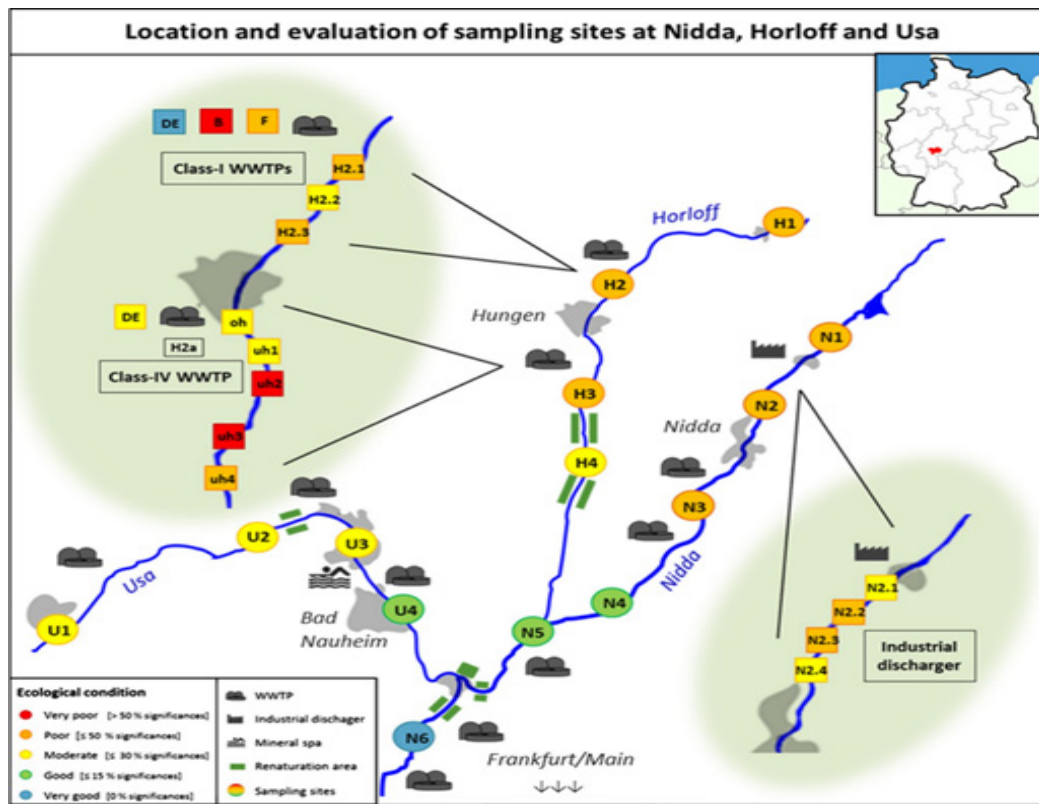 Location and evaluation of sampling sites at Nidda, Horloff and Usa
DE
B
F
Class-I WWTPs
H2.1
H2.2
H2.3
DE
H2a
Class-IV WWTP
oh
uh1
uh2
uh3
uh4
Horloff
H1
H2
Hungen
H3
H4
N1
N2
Nidda
N3
Nidda
N4
N5
N6
Usa
U1
U2
U3
U4
Bad
Nauheim
Frankfurt/Main
N2.1
N2.2
N2.3
N2.4
Industrial
discharger
Ecological condition
Very poor [> 50 % significances]
Poor [≤ 50 % significances]
Moderate [≤ 30 % significances]
Good [≤ 15 % significances]
Very good [0 % significances]
WWTP
Industrial dischager
Mineral spa
Renaturation area
Sampling sites